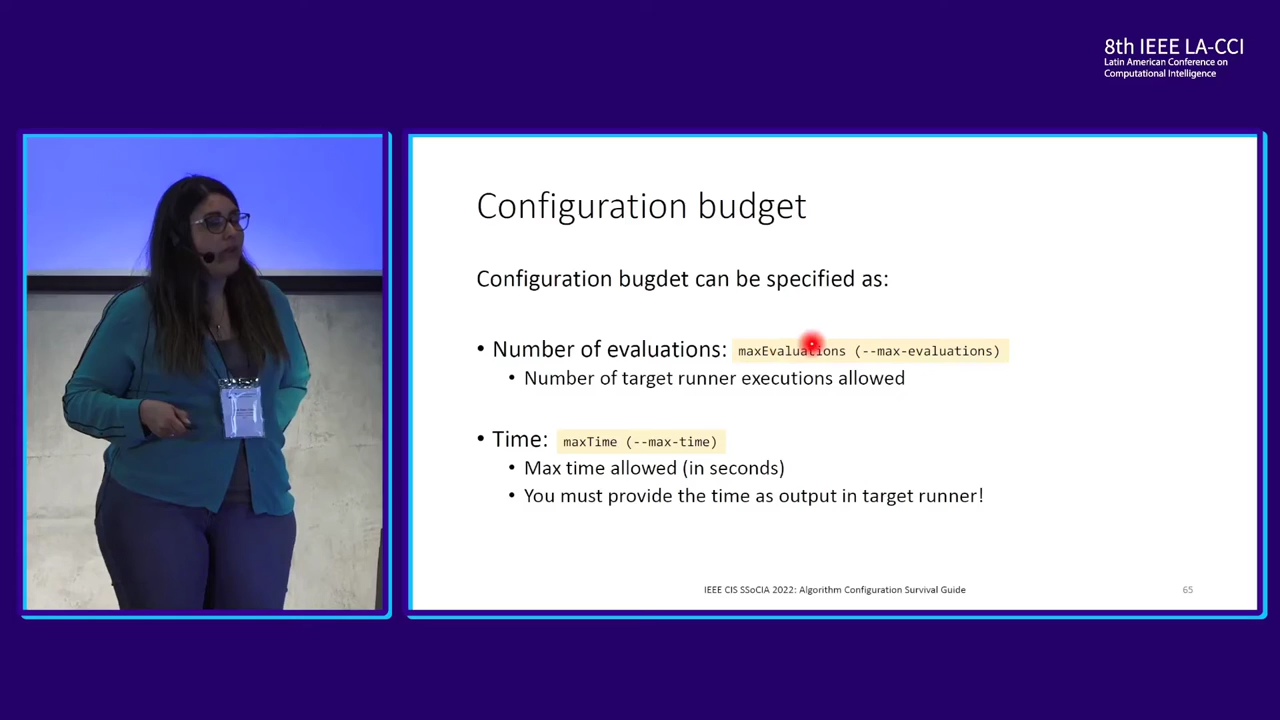 8th IEEE LA-CCI
Latin American Conference on
Computational Intelligence
Configuration budget
Configuration bugdet can be specified as:
• Number of evaluations: maxEvaluations (--max-evaluations)
• Number of target runner executions allowed
• Time: maxTime (--max-time)
• Max time allowed (in seconds)
• You must provide the time as output in target runner!
IEEE CIS SSoCIA 2022: Algorithm Configuration Survival Guide
65